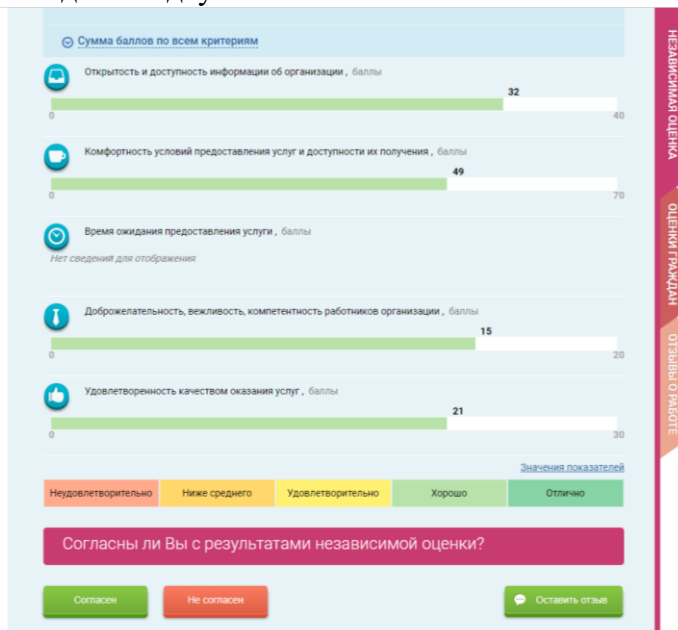 Сумма баллов по всем критериям
Открытость и доступность информации об организации, баллы
32
0
40
Комфортность условий предоставления услуг и доступности их получения, баллы
49
0
70
Время ожидания предоставления услуги, баллы
Нет сведений для отображения
Доброжелательность, вежливость, компетентность работников организации, баллы
15
0
20
Удовлетворенность качеством оказания услуг, баллы
21
0
30
Значения показателей
Неудовлетворительно Ниже среднего Удовлетворительно Хорошо Отлично
Согласны ли Вы с результатами независимой оценки?
Согласен Не согласен Оставить отзыв
НЕЗАВИСИМАЯ ОЦЕНКА
ОЦЕНКИ ГРАЖДАН
ОТЗЫВЫ О РАБОТЕ